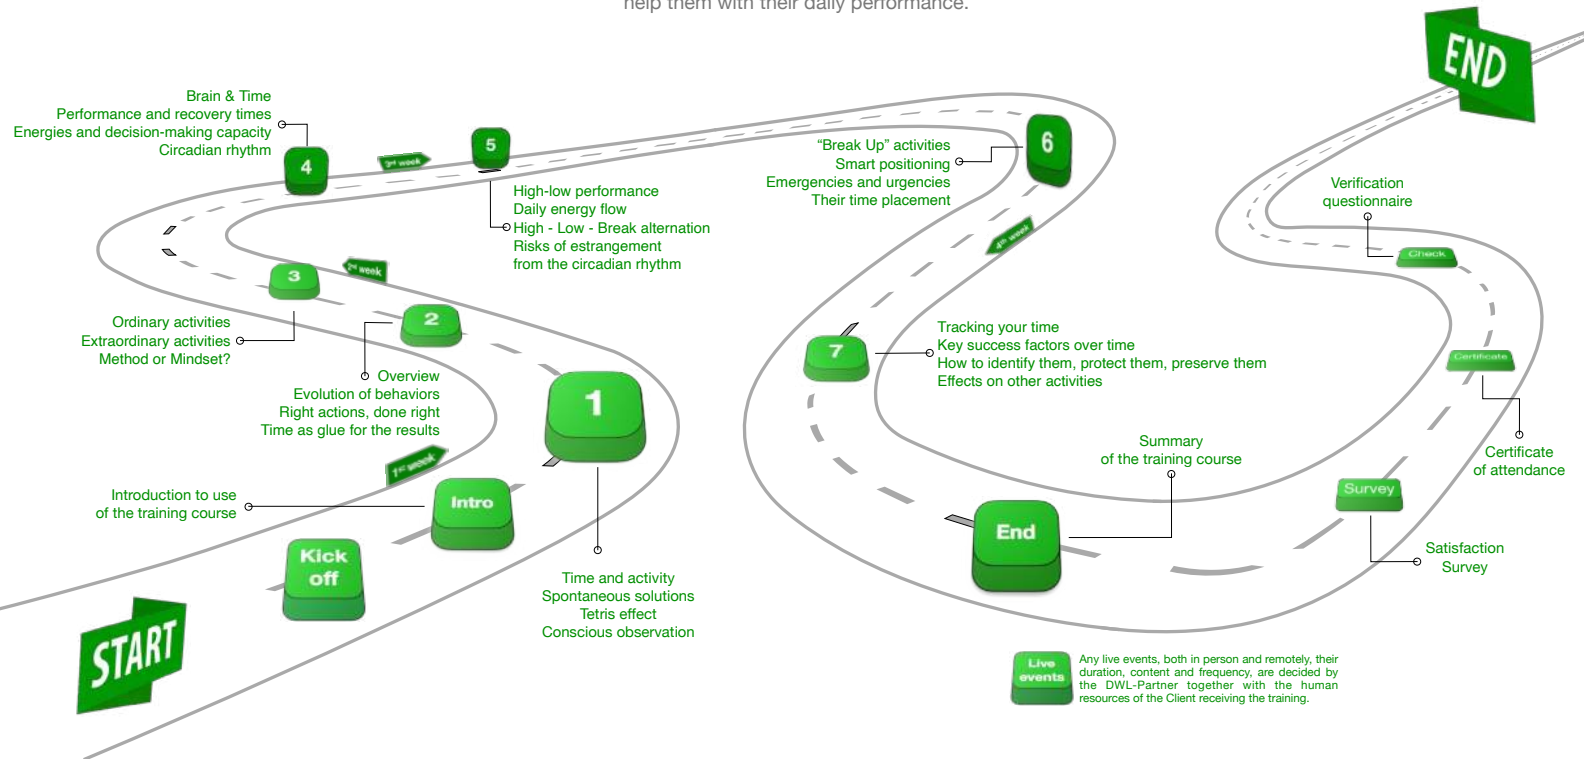 help them with their daily performance.
START
Kick
off
Intro
Introduction to use
of the training course
1st week
1
Time and activity
Spontaneous solutions
Tetris effect
Conscious observation
2
Overview
Evolution of behaviors
Right actions, done right
Time as glue for the results
2nd week
3
Ordinary activities
Extraordinary activities
Method or Mindset?
4
Brain & Time
Performance and recovery times
Energies and decision-making capacity
Circadian rhythm
3rd week
5
High-low performance
Daily energy flow
High - Low - Break alternation
Risks of estrangement
from the circadian rhythm
6
“Break Up” activities
Smart positioning
Emergencies and urgencies
Their time placement
4th week
7
Tracking your time
Key success factors over time
How to identify them, protect them, preserve them
Effects on other activities
End
Summary
of the training course
Survey
Satisfaction
Survey
Certificate
Certificate
of attendance
Check
Verification
questionnaire
END
Live
events
Any live events, both in person and remotely, their
duration, content and frequency, are decided by
the DWL-Partner together with the human
resources of the Client receiving the training.